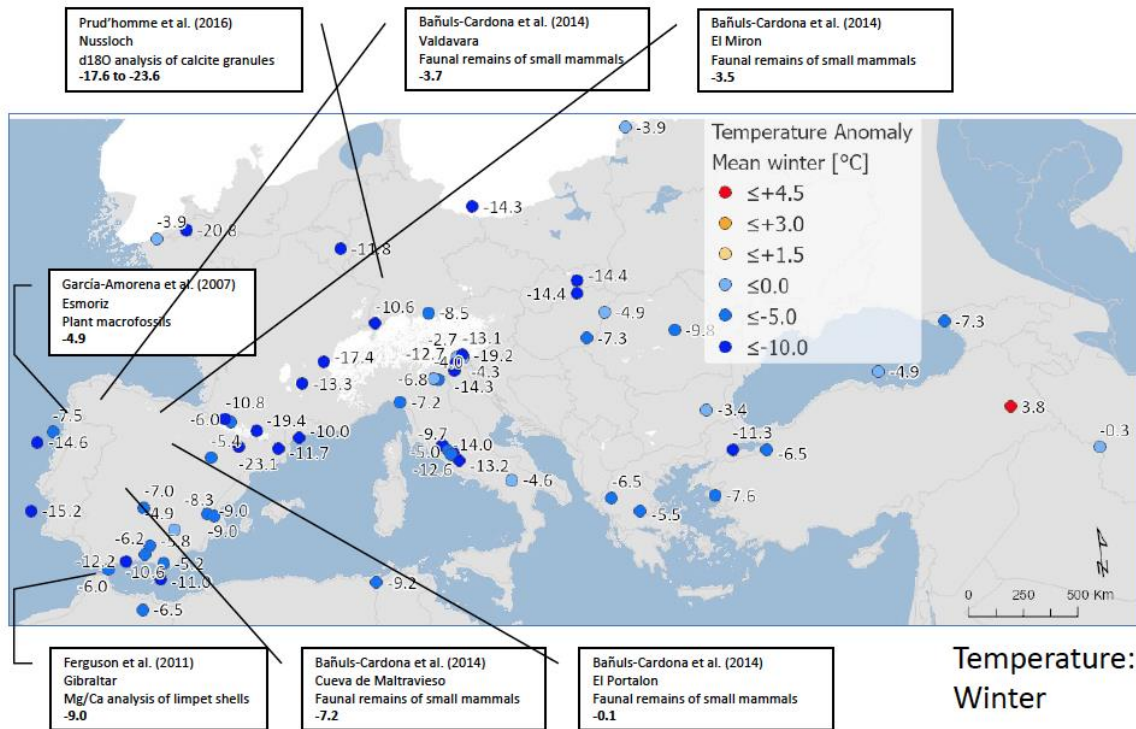 Prud'homme et al. (2016)
Nussloch
d18O analysis of calcite granules
-17.6 to -23.6
Bañuls-Cardona et al. (2014)
Valdavara
Faunal remains of small mammals
-3.7
Bañuls-Cardona et al. (2014)
El Miron
Faunal remains of small mammals
-3.5
Temperature Anomaly
Mean winter [°C]
≤+4.5
≤+3.0
≤+1.5
≤0.0
≤-5.0
≤-10.0
-3.9
-14.3
-3.9
-20.8
-11.8
García-Amorena et al. (2007)
Esmoriz
Plant macrofossils
-4.9
-14.4
-14.4
-4.9
-7.3
-9.8
-7.3
-10.6
-8.5
-2.7
-13.1
-12.7
-19.2
-4.0
-4.3
-6.8
-14.3
-17.4
-13.3
-4.9
3.8
-0.3
-7.2
-3.4
-11.3
-6.5
-10.8
-6.0
-19.4
-10.0
-5.4
-23.1
-11.7
-7.5
-14.6
-9.7
-14.0
-5.0
-12.6
-13.2
-4.6
-6.5
-5.5
-7.6
-15.2
-7.0
-4.9
-8.3
-9.0
-9.0
-6.2
-5.8
-12.2
-10.6
-5.2
-6.0
-11.0
-9.2
-6.5
N
0 250 500 Km
Ferguson et al. (2011)
Gibraltar
Mg/Ca analysis of limpet shells
-9.0
Bañuls-Cardona et al. (2014)
Cueva de Maltravieso
Faunal remains of small mammals
-7.2
Bañuls-Cardona et al. (2014)
El Portalon
Faunal remains of small mammals
-0.1
Temperature:
Winter